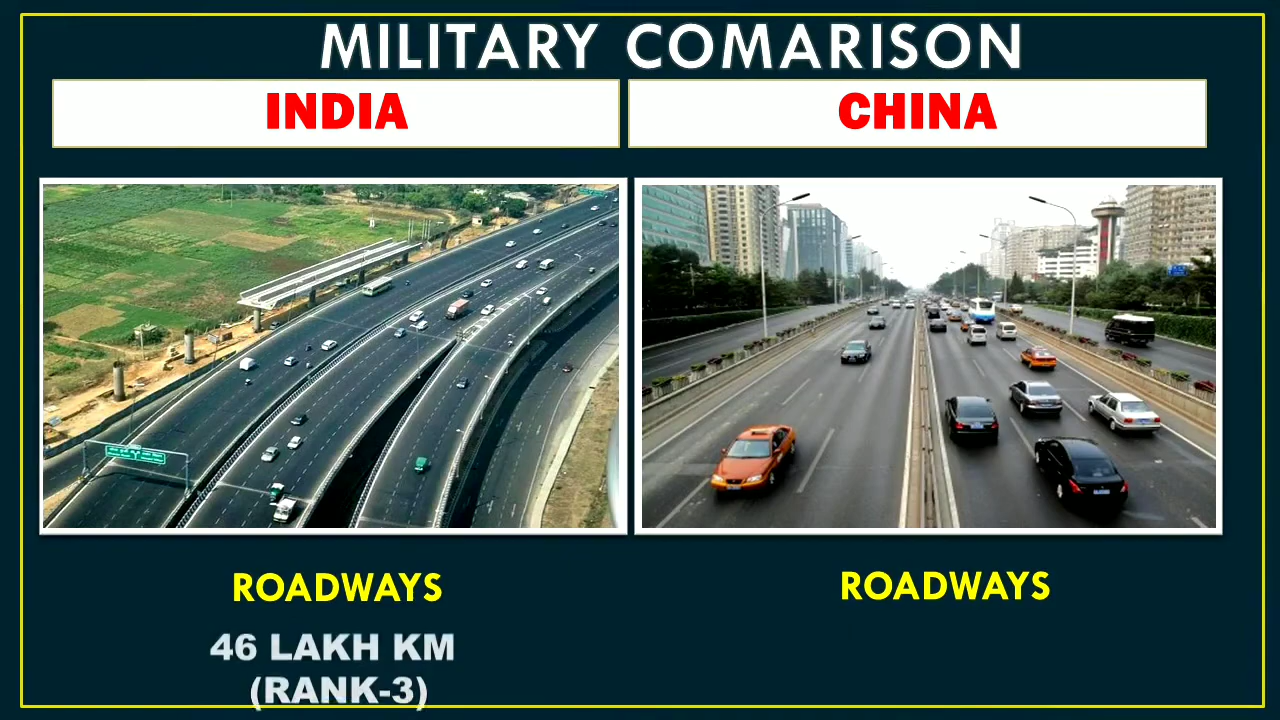 MILITARY COMARISON
INDIA
CHINA
ROADWAYS
ROADWAYS
46 LAKH KM
(RANK-3)